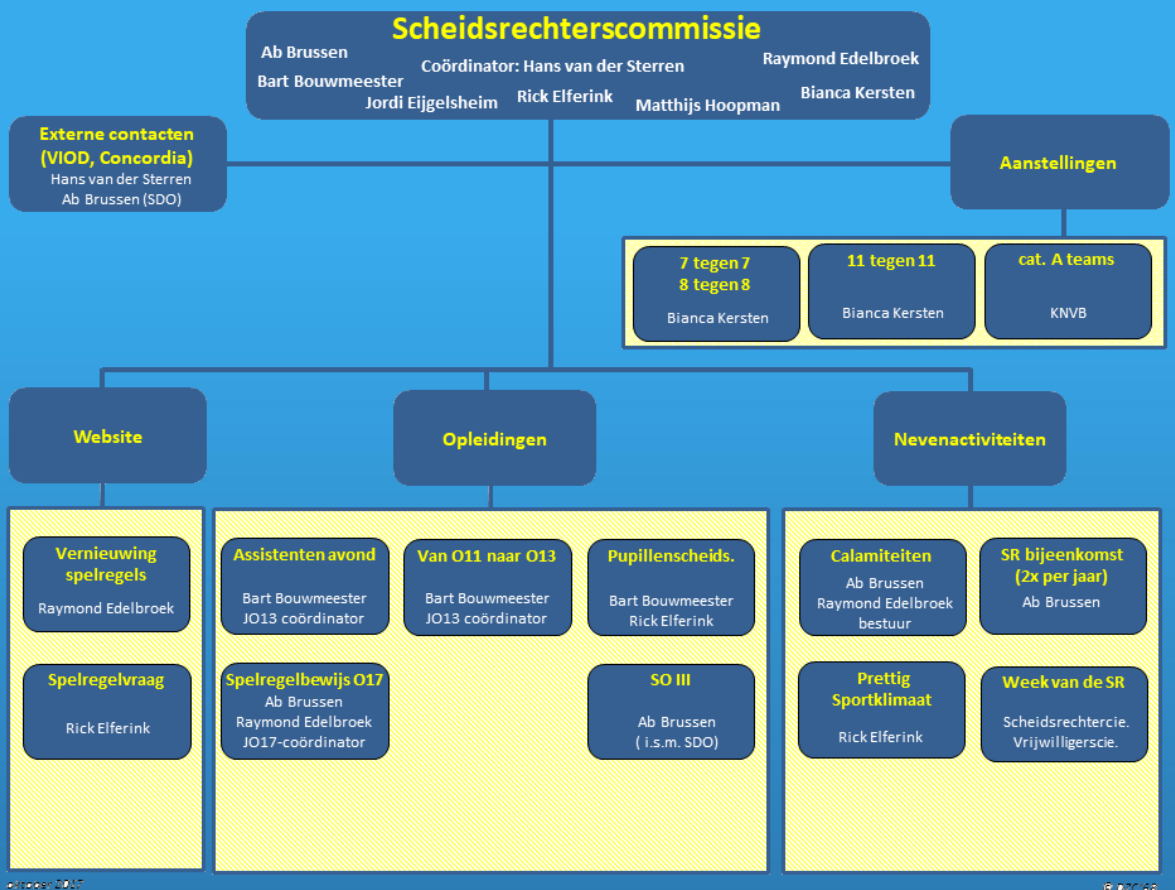 Scheidsrechterscommissie
Ab Brussen
Bart Bouwmeester
Coördinator: Hans van der Sterren
Jordi Eijgelsheim
Rick Elferink
Matthijs Hoopman
Raymond Edelbroek
Bianca Kersten
Externe contacten
(VIOD, Concordia)
Hans van der Sterren
Ab Brussen (SDO)
Aanstellingen
7 tegen 7
8 tegen 8
Bianca Kersten
11 tegen 11
Bianca Kersten
cat. A teams
KNVB
Website
Vernieuwing
spelregels
Raymond Edelbroek
Spelregelvraag
Rick Elferink
Opleidingen
Assistenten avond
Bart Bouwmeester
JO13 coördinator
Van O11 naar O13
Bart Bouwmeester
JO13 coördinator
Pupillenscheids.
Bart Bouwmeester
Rick Elferink
Spelregelbewijs O17
Ab Brussen
Raymond Edelbroek
JO17-coördinator
SO III
Ab Brussen
( i.s.m. SDO)
Nevenactiviteiten
Calamiteiten
Ab Brussen
Raymond Edelbroek
bestuur
SR bijeenkomst
(2x per jaar)
Ab Brussen
Prettig
Sportklimaat
Rick Elferink
Week van de SR
Scheidsrechtercie.
Vrijwilligerscie.
oktober 2017